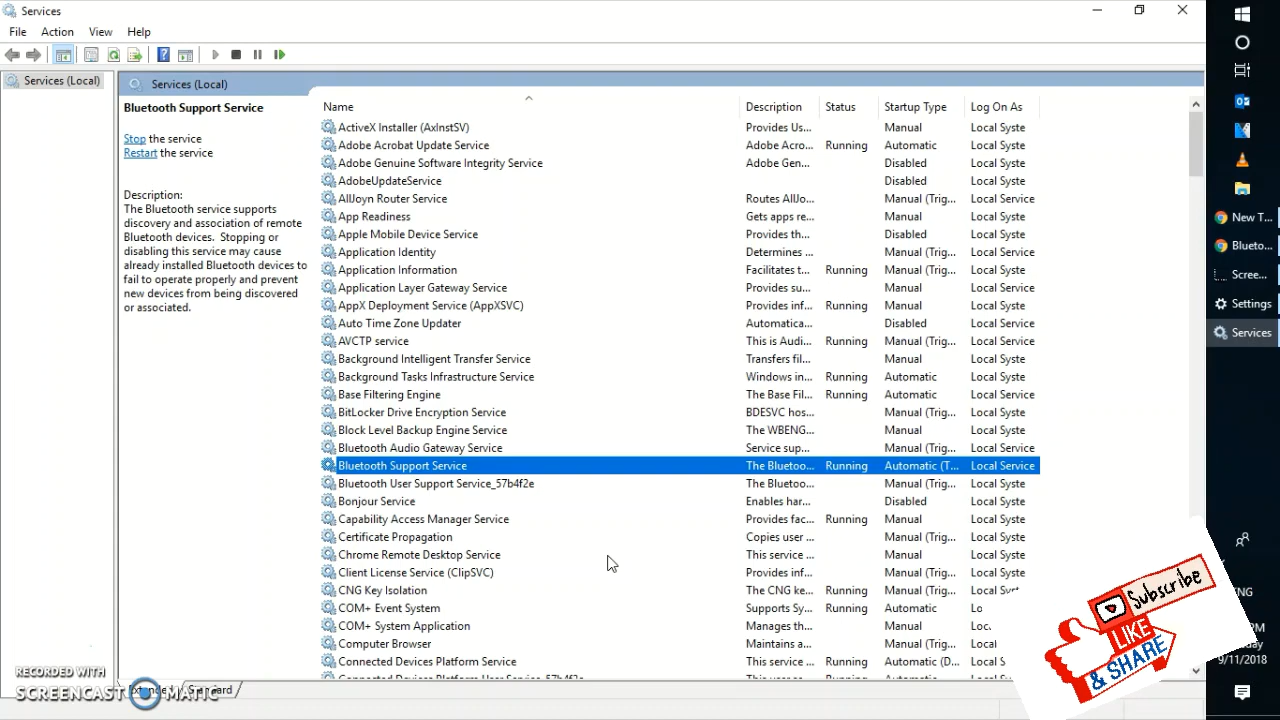 Services
File Action View Help
Services (Local)
Services (Local)
Bluetooth Support Service
Stop the service
Restart the service
Description:
The Bluetooth service supports
discovery and association of remote
Bluetooth devices. Stopping or
disabling this service may cause
already installed Bluetooth devices to
fail to operate properly and prevent
new devices from being discovered
or associated.
Name Description Status Startup Type Log On As
ActiveX Installer (AxInstSV) Provides Us... Manual Local Syste
Adobe Acrobat Update Service Adobe Acro... Running Automatic Local Syste
Adobe Genuine Software Integrity Service Adobe Gen... Disabled Local Syste
AdobeUpdateService Disabled Local Syste
AllJoyn Router Service Routes AllJo... Manual (Trig... Local Service
App Readiness Gets apps re... Manual Local Syste
Apple Mobile Device Service Provides th... Disabled Local Syste
Application Identity Determines ... Manual (Trig... Local Service
Application Information Facilitates t... Running Manual (Trig... Local Syste
Application Layer Gateway Service Provides su... Manual Local Service
AppX Deployment Service (AppXSVC) Provides inf... Running Manual Local Syste
Auto Time Zone Updater Automatica... Disabled Local Service
AVCTP service This is Audi... Running Manual (Trig... Local Service
Background Intelligent Transfer Service Transfers fil... Manual Local Syste
Background Tasks Infrastructure Service Windows in... Running Automatic Local Syste
Base Filtering Engine The Base Fil... Running Automatic Local Service
BitLocker Drive Encryption Service BDESVC hos... Manual (Trig... Local Syste
Block Level Backup Engine Service The WBENG... Manual Local Syste
Bluetooth Audio Gateway Service Service sup... Manual (Trig... Local Service
Bluetooth Support Service The Bluetoo... Running Automatic (T... Local Service
Bluetooth User Support Service_57b4f2e The Bluetoo... Manual (Trig... Local Syste
Bonjour Service Enables har... Disabled Local Syste
Capability Access Manager Service Provides fac... Running Manual Local Syste
Certificate Propagation Copies user ... Manual (Trig... Local Syste
Chrome Remote Desktop Service This service ... Manual Local Syste
Client License Service (ClipSVC) Provides inf... Manual (Trig... Local Syste
CNG Key Isolation The CNG ke... Running Manual (Trig... Local
COM+ Event System Supports Sy... Running Automatic Lo
COM+ System Application Manages th... Manual Loc
Computer Browser Maintains a... Manual (Trig... Local
Connected Devices Platform Service This service ... Running Automatic (D... Local S
Standard
New T...
Blueto...
Scree...
Settings
Services
NG
9/11/2018
Subscribe
LIKE
& SHARE
RECORDED WITH
SCREENCAST MATIC